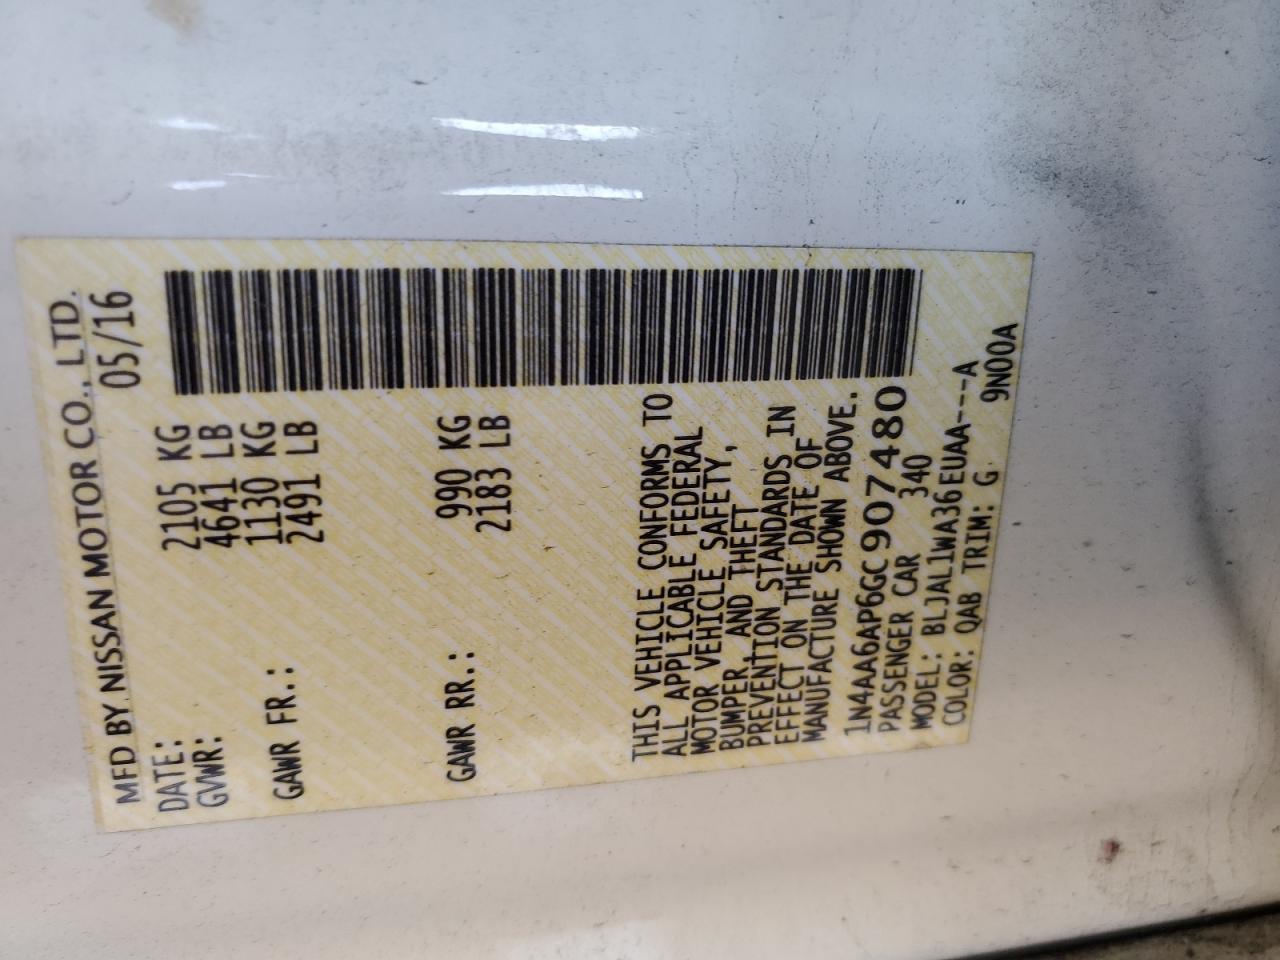 MFD BY NISSAN MOTOR CO., LTD.
DATE: 05/16
GVWR: 2105 KG
4641 LB
GAWR FR.: 1130 KG
2491 LB
GAWR RR.: 990 KG
2183 LB
THIS VEHICLE CONFORMS TO
ALL APPLICABLE FEDERAL
MOTOR VEHICLE SAFETY,
BUMPER, AND THEFT
PREVENTION STANDARDS IN
EFFECT ON THE DATE OF
MANUFACTURE SHOWN ABOVE.
1N4AA6AP6GC907480
PASSENGER CAR 340
MODEL: BLJAL1WA36EUAA---A
COLOR: QAB TRIM: G 9N00A